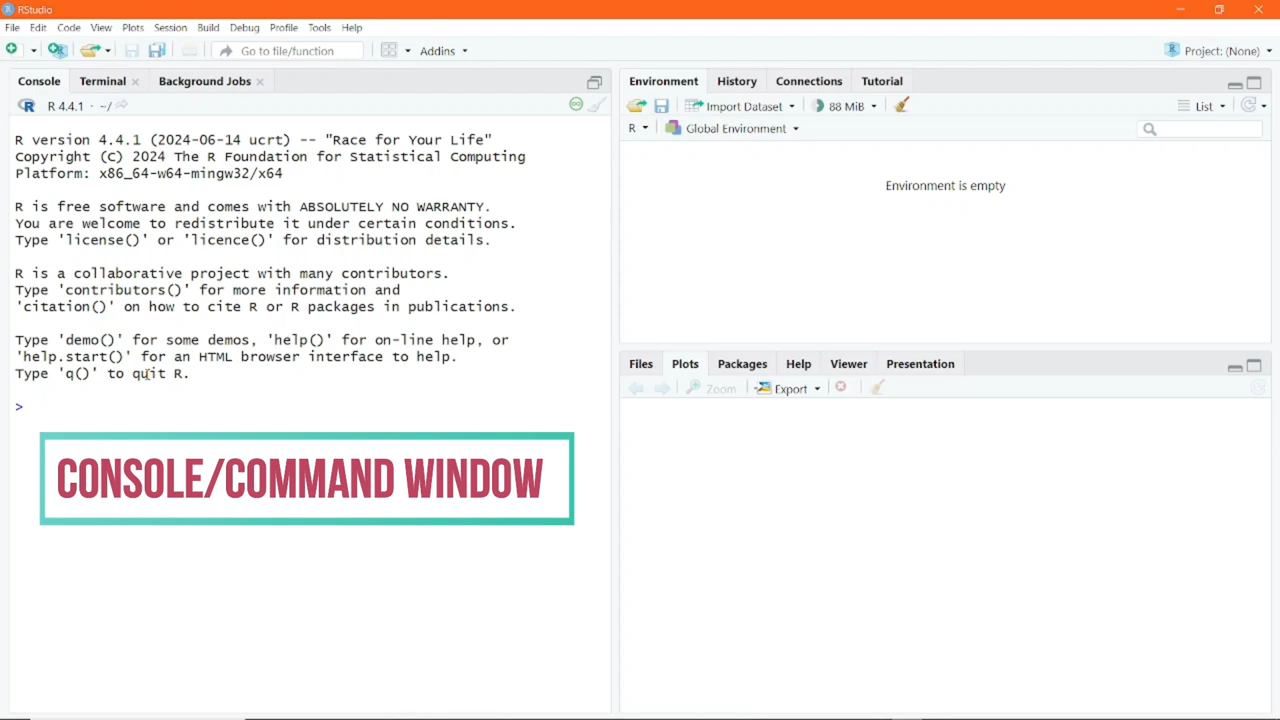 RStudio
File Edit Code View Plots Session Build Debug Profile Tools Help
Go to file/function Addins Project: (None)
Console Terminal Background Jobs
R 4.4.1 · ~/
R version 4.4.1 (2024-06-14 ucrt) -- "Race for Your Life"
Copyright (C) 2024 The R Foundation for Statistical Computing
Platform: x86_64-w64-mingw32/x64
R is free software and comes with ABSOLUTELY NO WARRANTY.
You are welcome to redistribute it under certain conditions.
Type 'license()' or 'licence()' for distribution details.
R is a collaborative project with many contributors.
Type 'contributors()' for more information and
'citation()' on how to cite R or R packages in publications.
Type 'demo()' for some demos, 'help()' for on-line help, or
'help.start()' for an HTML browser interface to help.
Type 'q()' to quit R.
>
CONSOLE/COMMAND WINDOW
Environment History Connections Tutorial
Import Dataset 88 MiB List
R Global Environment
Environment is empty
Files Plots Packages Help Viewer Presentation
Zoom Export